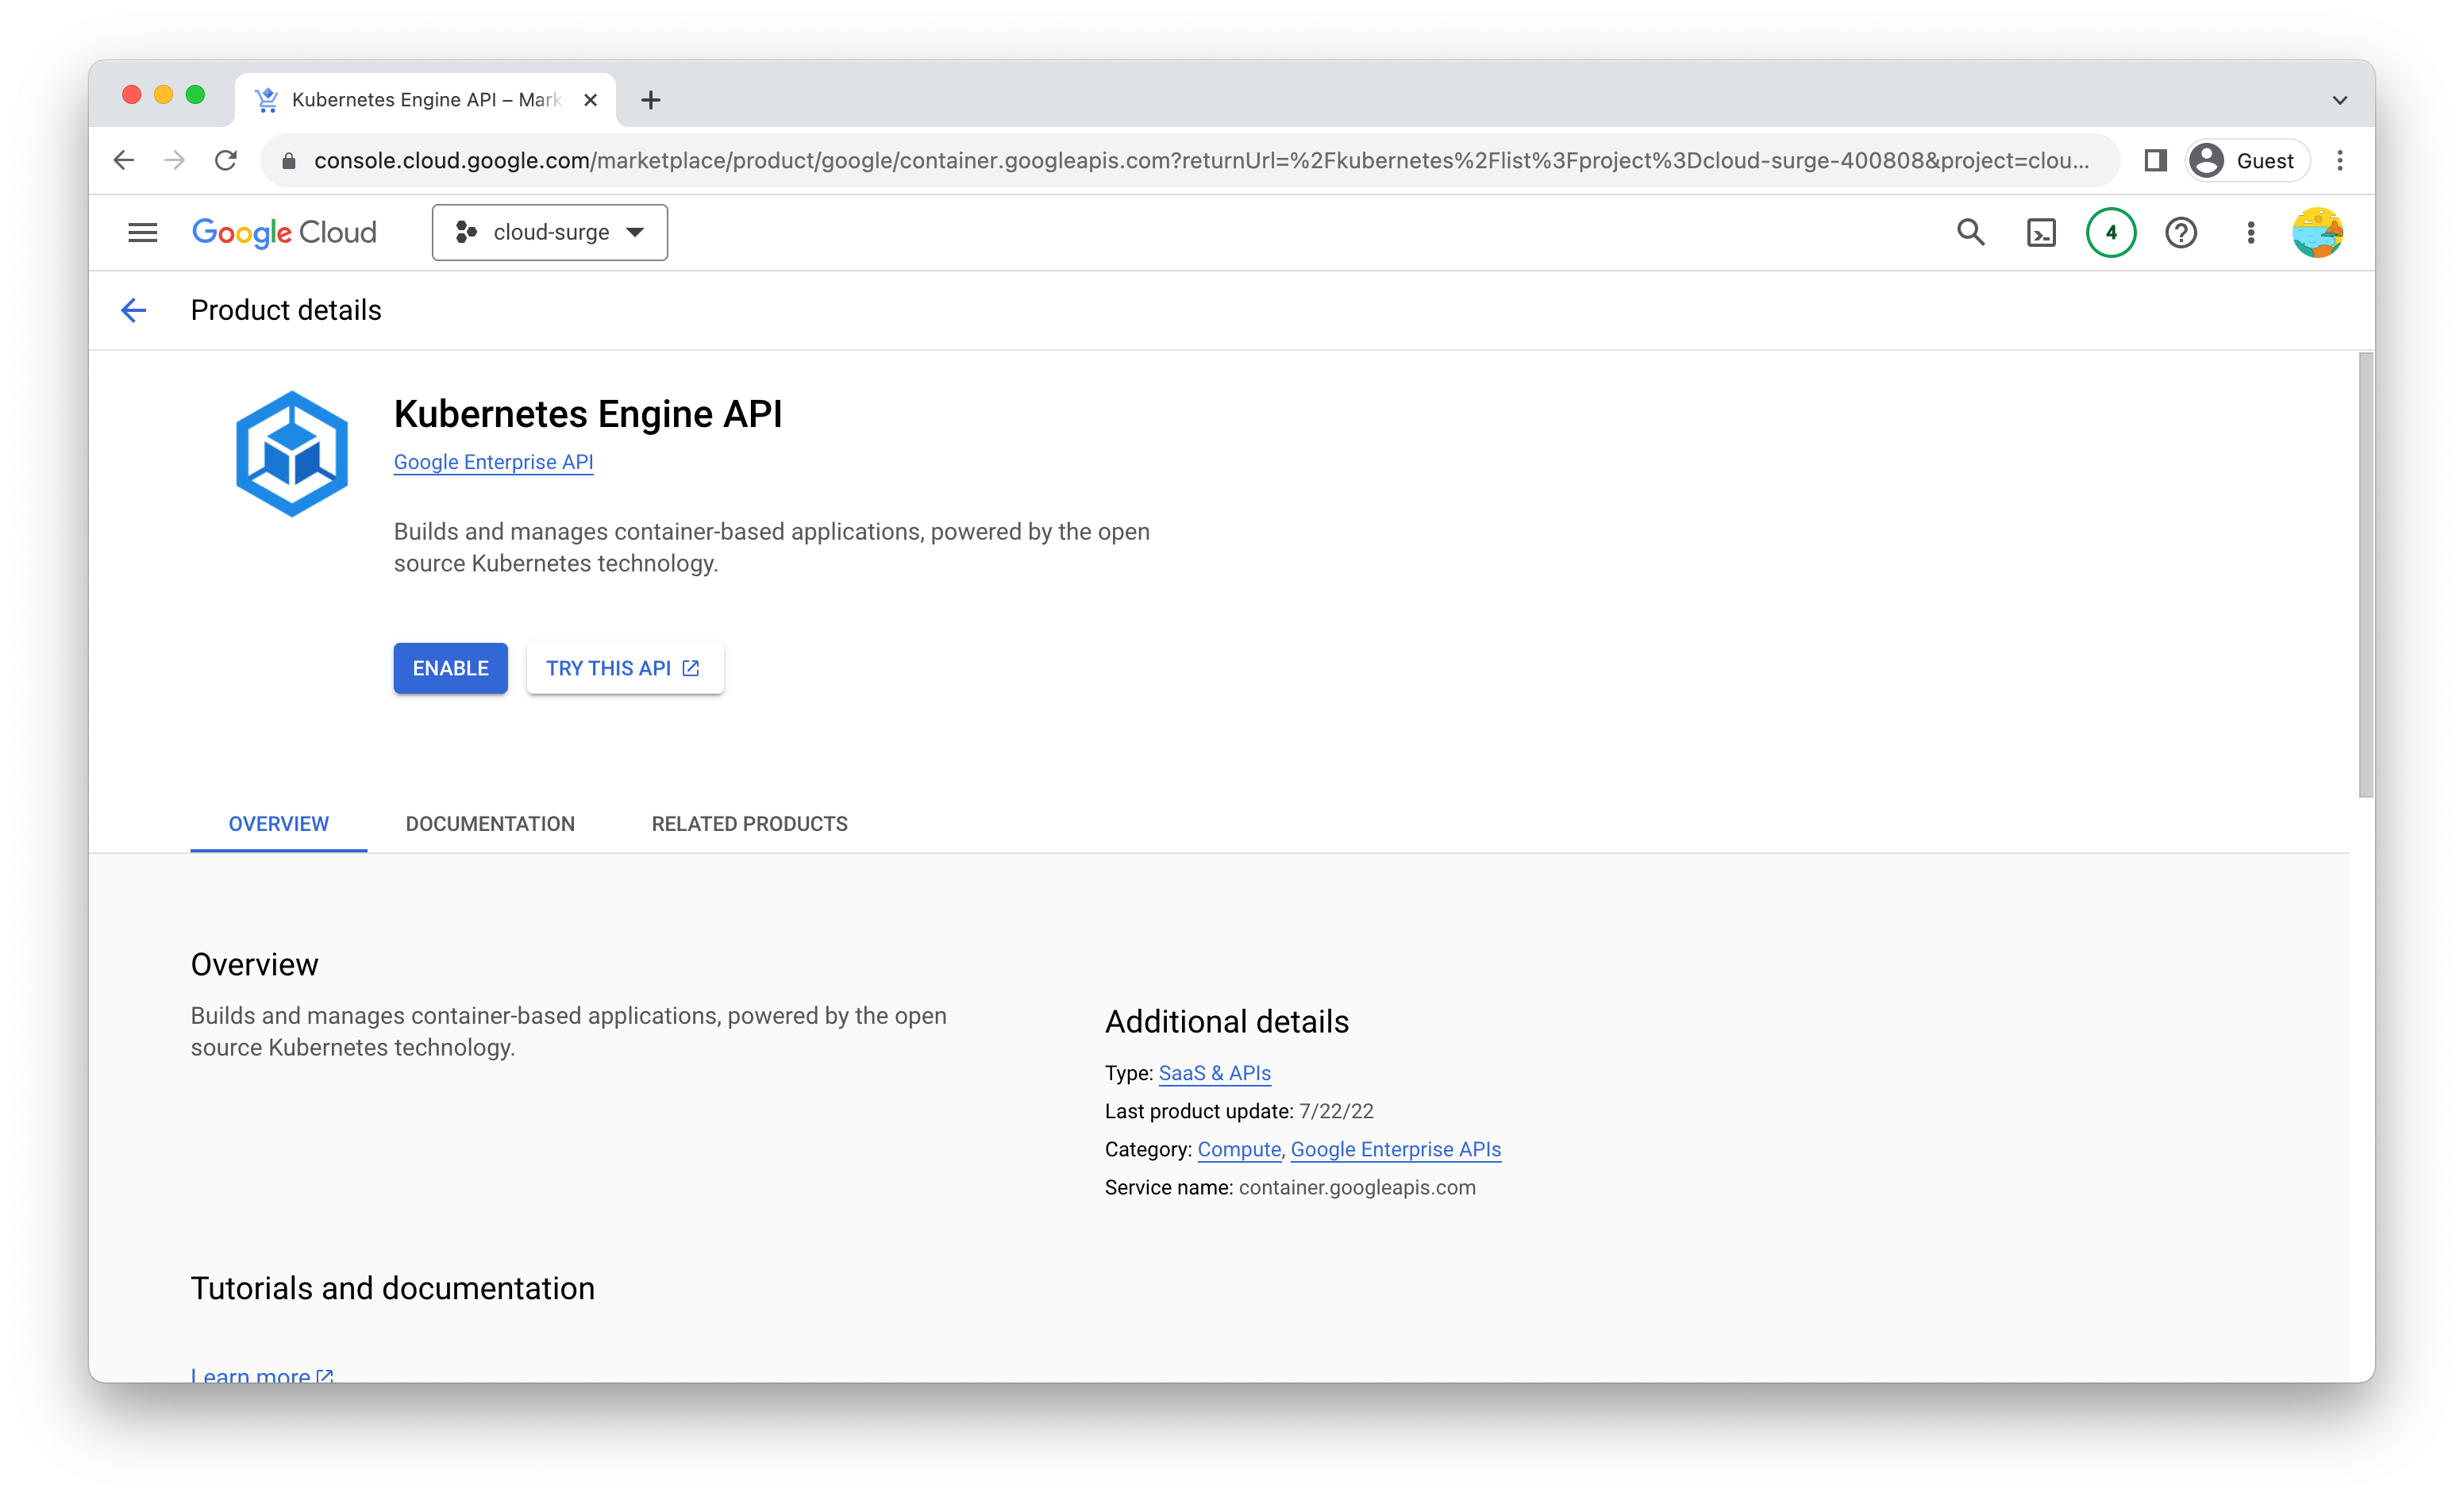 Kubernetes Engine API – Mark
console.cloud.google.com/marketplace/product/google/container.googleapis.com?returnUrl=%2Fkubernetes%2Flist%3Fproject%3Dcloud-surge-400808&project=clou...
Guest
Google Cloud
cloud-surge
4
Product details
Kubernetes Engine API
Google Enterprise API
Builds and manages container-based applications, powered by the open
source Kubernetes technology.
ENABLE
TRY THIS API
OVERVIEW
DOCUMENTATION
RELATED PRODUCTS
Overview
Builds and manages container-based applications, powered by the open
source Kubernetes technology.
Additional details
Type: SaaS & APIs
Last product update: 7/22/22
Category: Compute, Google Enterprise APIs
Service name: container.googleapis.com
Tutorials and documentation
Learn more